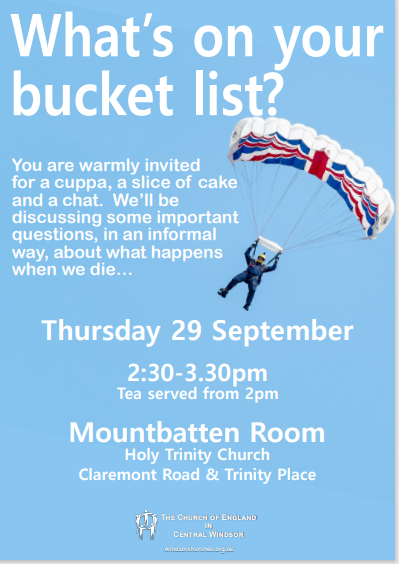 What's on your
bucket list?
You are warmly invited
for a cuppa, a slice of cake
and a chat.  We'll be
discussing some important
questions, in an informal
way, about what happens
when we die…
Thursday 29 September
2:30-3.30pm
Tea served from 2pm
Mountbatten Room
Holy Trinity Church
Claremont Road & Trinity Place
The Church of England
in
Central Windsor
windsorchurches.org.uk